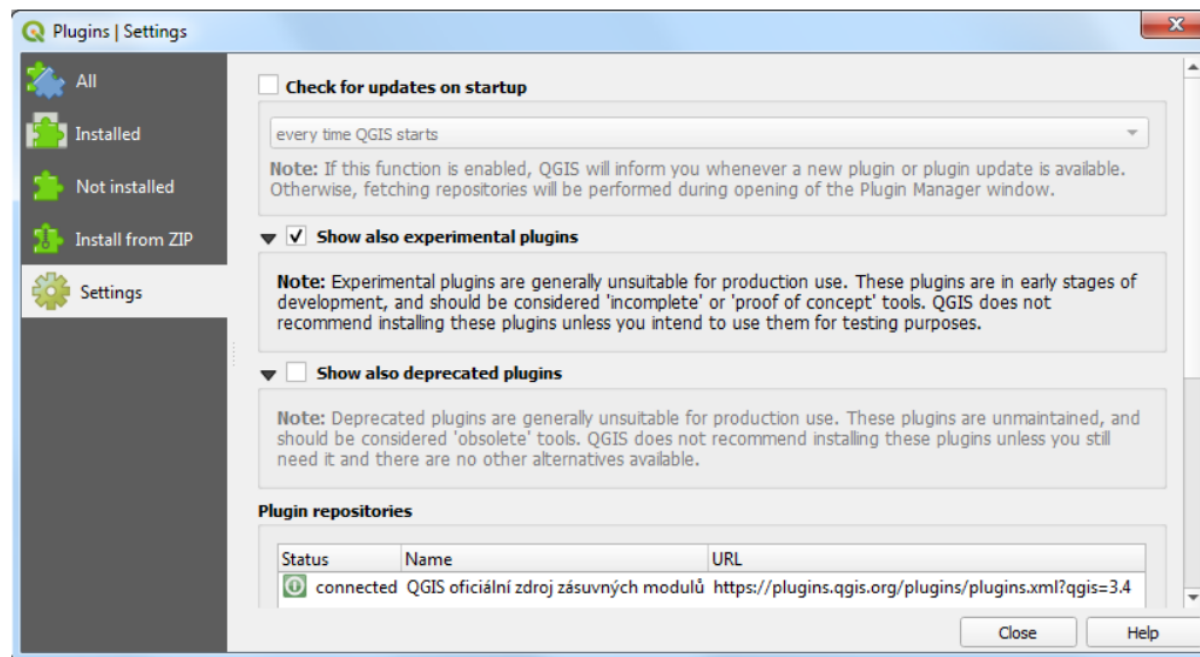 Plugins | Settings
All
Installed
Not installed
Install from ZIP
Settings
Check for updates on startup
every time QGIS starts
Note: If this function is enabled, QGIS will inform you whenever a new plugin or plugin update is available.
Otherwise, fetching repositories will be performed during opening of the Plugin Manager window.
Show also experimental plugins
Note: Experimental plugins are generally unsuitable for production use. These plugins are in early stages of
development, and should be considered 'incomplete' or 'proof of concept' tools. QGIS does not
recommend installing these plugins unless you intend to use them for testing purposes.
Show also deprecated plugins
Note: Deprecated plugins are generally unsuitable for production use. These plugins are unmaintained, and
should be considered 'obsolete' tools. QGIS does not recommend installing these plugins unless you still
need it and there are no other alternatives available.
Plugin repositories
Status Name URL
connected QGIS oficiální zdroj zásuvných modulů https://plugins.qgis.org/plugins/plugins.xml?qgis=3.4
Close Help